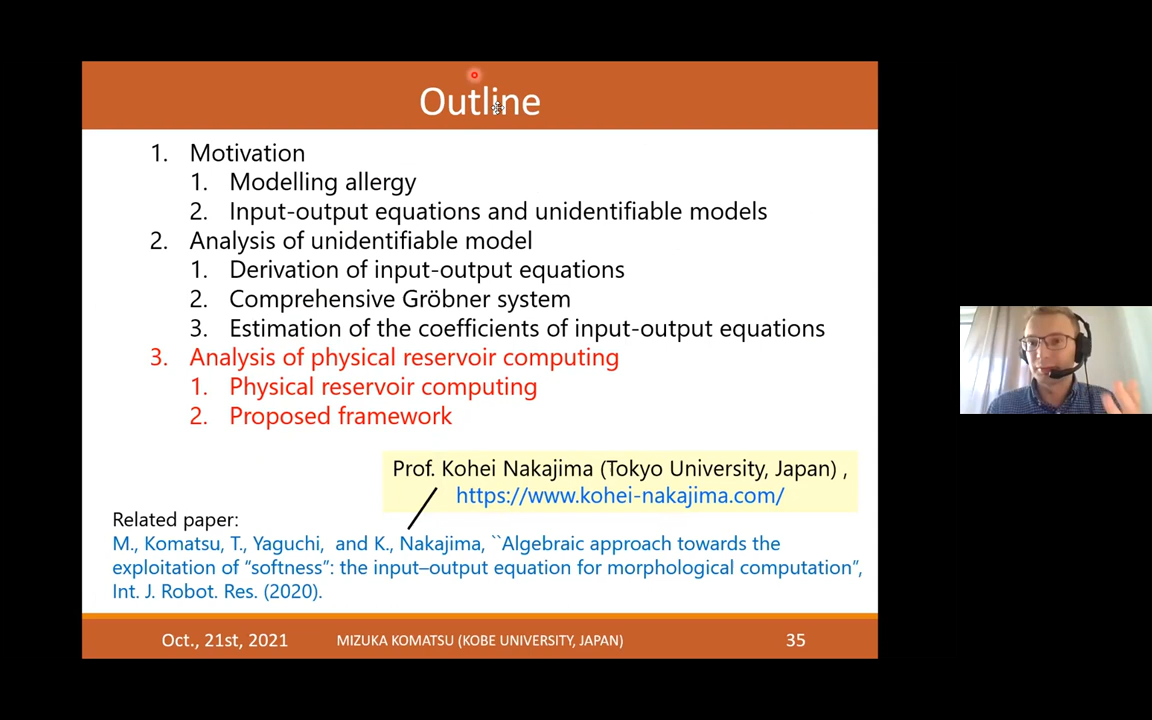 Outline
1. Motivation
1. Modelling allergy
2. Input-output equations and unidentifiable models
2. Analysis of unidentifiable model
1. Derivation of input-output equations
2. Comprehensive Gröbner system
3. Estimation of the coefficients of input-output equations
3. Analysis of physical reservoir computing
1. Physical reservoir computing
2. Proposed framework
Prof. Kohei Nakajima (Tokyo University, Japan) ,
https://www.kohei-nakajima.com/
Related paper:
M., Komatsu, T., Yaguchi, and K., Nakajima, ``Algebraic approach towards the
exploitation of “softness”: the input–output equation for morphological computation”,
Int. J. Robot. Res. (2020).
Oct., 21st, 2021 MIZUKA KOMATSU (KOBE UNIVERSITY, JAPAN) 35